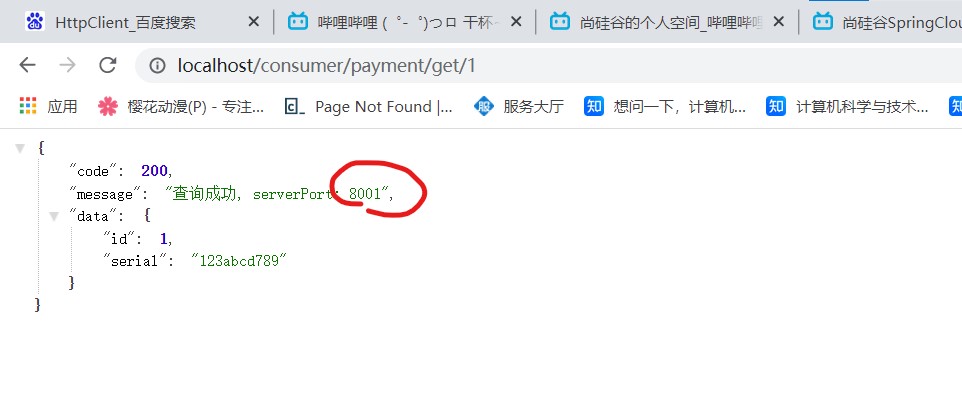 HttpClient_百度搜索
哔哩哔哩 ( ゜- ゜)つロ 干杯~
尚硅谷的个人空间_哔哩哔哩
尚硅谷SpringClou
localhost/consumer/payment/get/1
应用
樱花动漫(P) - 专注...
Page Not Found |...
服务大厅
想问一下，计算机...
计算机科学与技术...
{
"code": 200,
"message": "查询成功, serverPort: 8001",
"data": {
"id": 1,
"serial": "123abcd789"
}
}